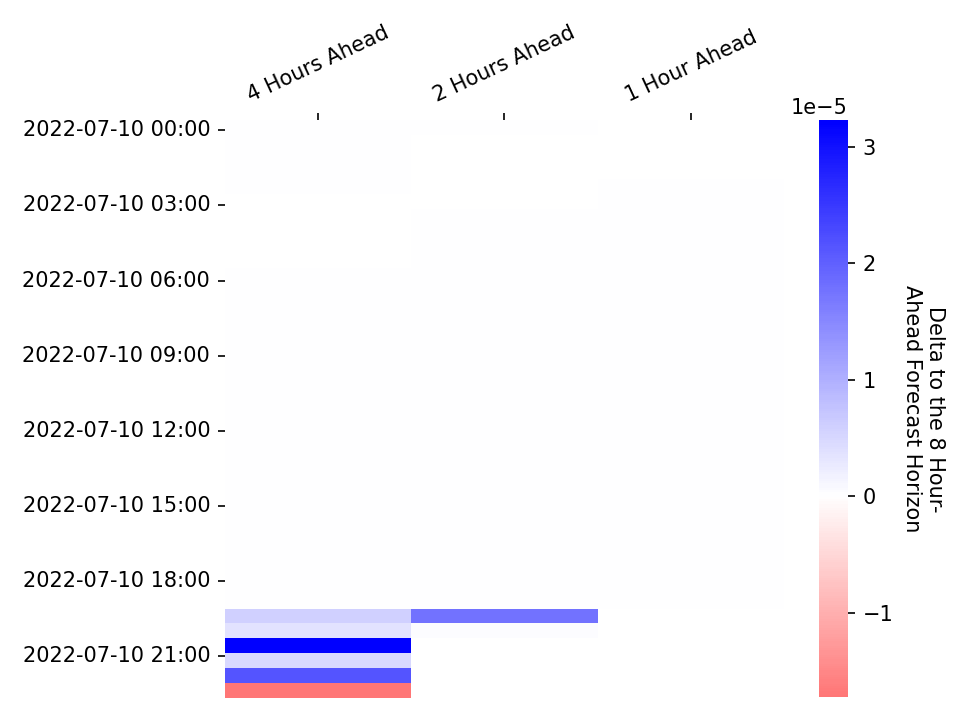 4 Hours Ahead
2 Hours Ahead
1 Hour Ahead
1e−5
2022-07-10 00:00
2022-07-10 03:00
2022-07-10 06:00
2022-07-10 09:00
2022-07-10 12:00
2022-07-10 15:00
2022-07-10 18:00
2022-07-10 21:00
3
2
1
0
−1
Delta to the 8 Hour-
Ahead Forecast Horizon